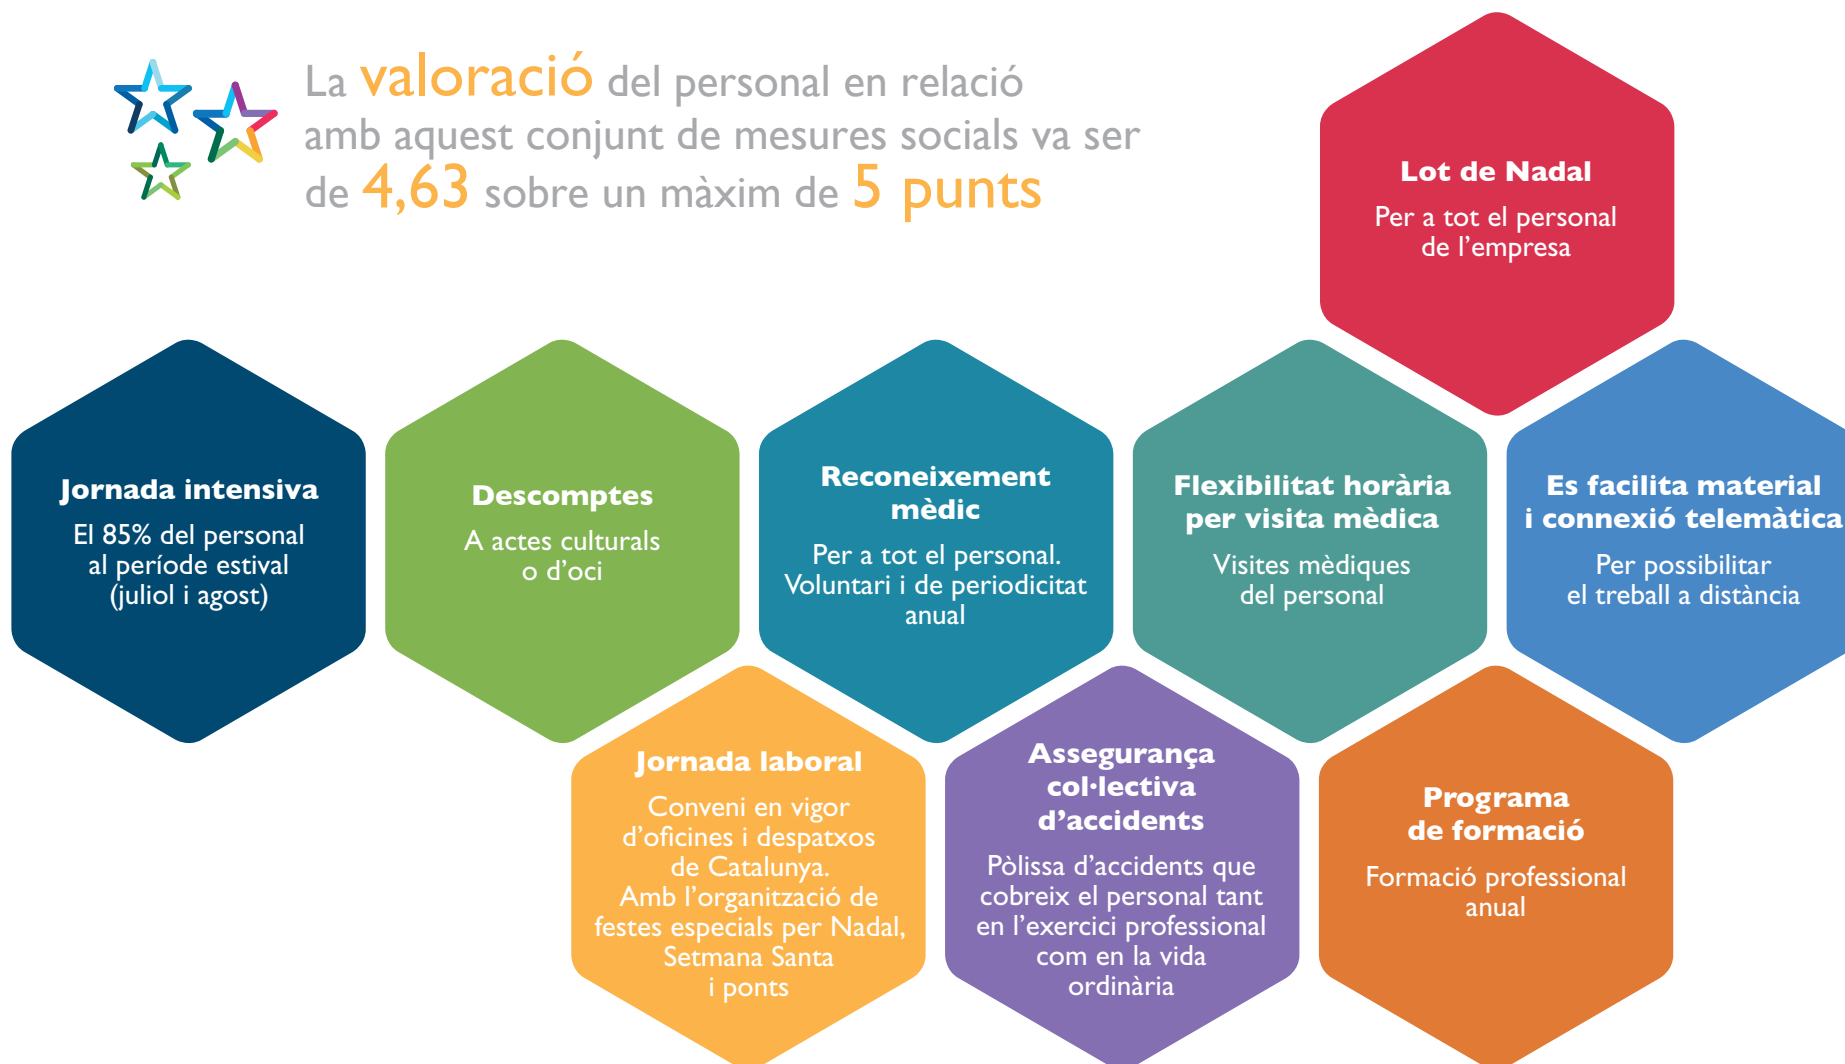 La valoració del personal en relació
amb aquest conjunt de mesures socials va ser
de 4,63 sobre un màxim de 5 punts
Lot de Nadal
Per a tot el personal
de l’empresa
Jornada intensiva
El 85% del personal
al període estival
(juliol i agost)
Descomptes
A actes culturals
o d’oci
Reconeixement
mèdic
Per a tot el personal.
Voluntari i de periodicitat
anual
Flexibilitat horària
per visita mèdica
Visites mèdiques
del personal
Es facilita material
i connexió telemàtica
Per possibilitar
el treball a distància
Jornada laboral
Conveni en vigor
d’oficines i despatxos
de Catalunya.
Amb l’organització de
festes especials per Nadal,
Setmana Santa
i ponts
Assegurança
col·lectiva
d’accidents
Pòlissa d’accidents que
cobreix el personal tant
en l’exercici professional
com en la vida
ordinària
Programa
de formació
Formació professional
anual